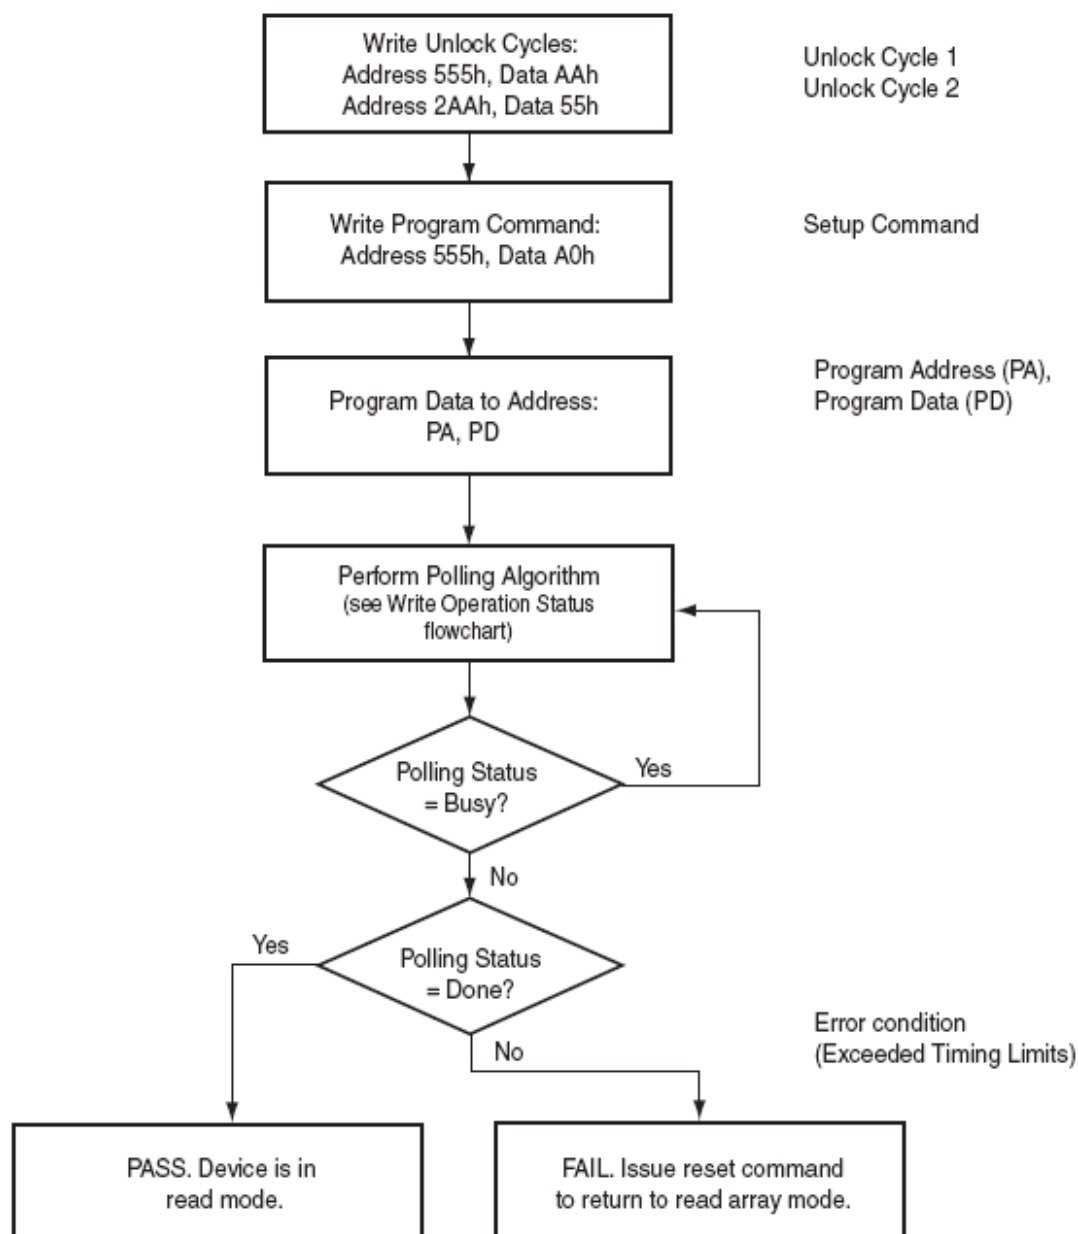 Write Unlock Cycles:
Address 555h, Data AAh
Address 2AAh, Data 55h
Unlock Cycle 1
Unlock Cycle 2
Write Program Command:
Address 555h, Data A0h
Setup Command
Program Data to Address:
PA, PD
Program Address (PA),
Program Data (PD)
Perform Polling Algorithm
(see Write Operation Status
flowchart)
Polling Status
= Busy?
Yes
No
Polling Status
= Done?
Yes
No
Error condition
(Exceeded Timing Limits)
PASS. Device is in
read mode.
FAIL. Issue reset command
to return to read array mode.